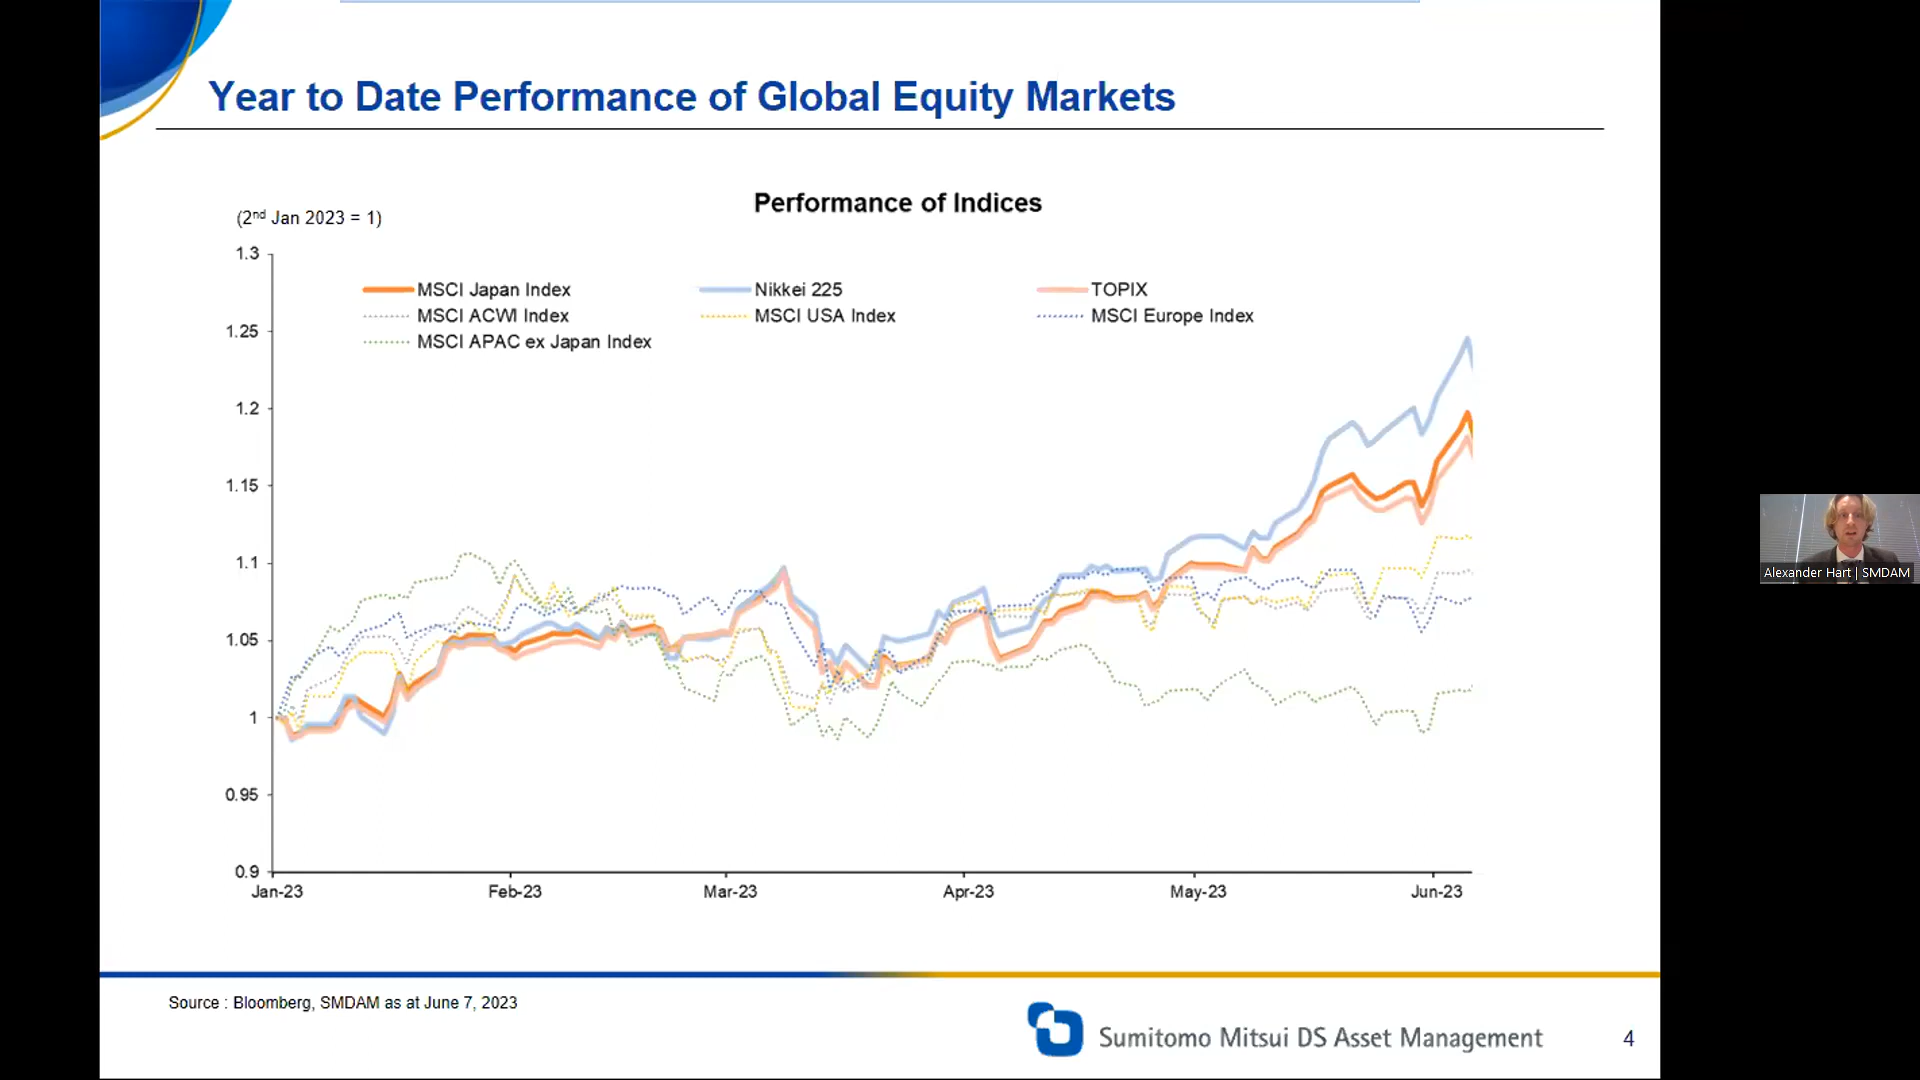 Year to Date Performance of Global Equity Markets
Performance of Indices
(2nd Jan 2023 = 1)
1.3
MSCI Japan Index
Nikkei 225
TOPIX
MSCI ACWI Index
MSCI USA Index
MSCI Europe Index
MSCI APAC ex Japan Index
1.25
1.2
1.15
1.1
1.05
1
0.95
0.9
Jan-23
Feb-23
Mar-23
Apr-23
May-23
Jun-23
Source : Bloomberg, SMDAM as at June 7, 2023
Sumitomo Mitsui DS Asset Management
4
Alexander Hart | SMDAM